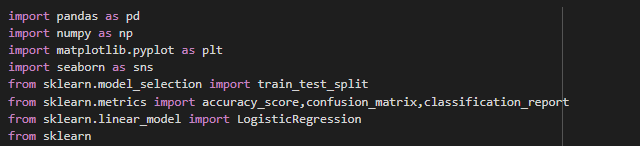 import pandas as pd
import numpy as np
import matplotlib.pyplot as plt
import seaborn as sns
from sklearn.model_selection import train_test_split
from sklearn.metrics import accuracy_score,confusion_matrix,classification_report
from sklearn.linear_model import LogisticRegression
from sklearn